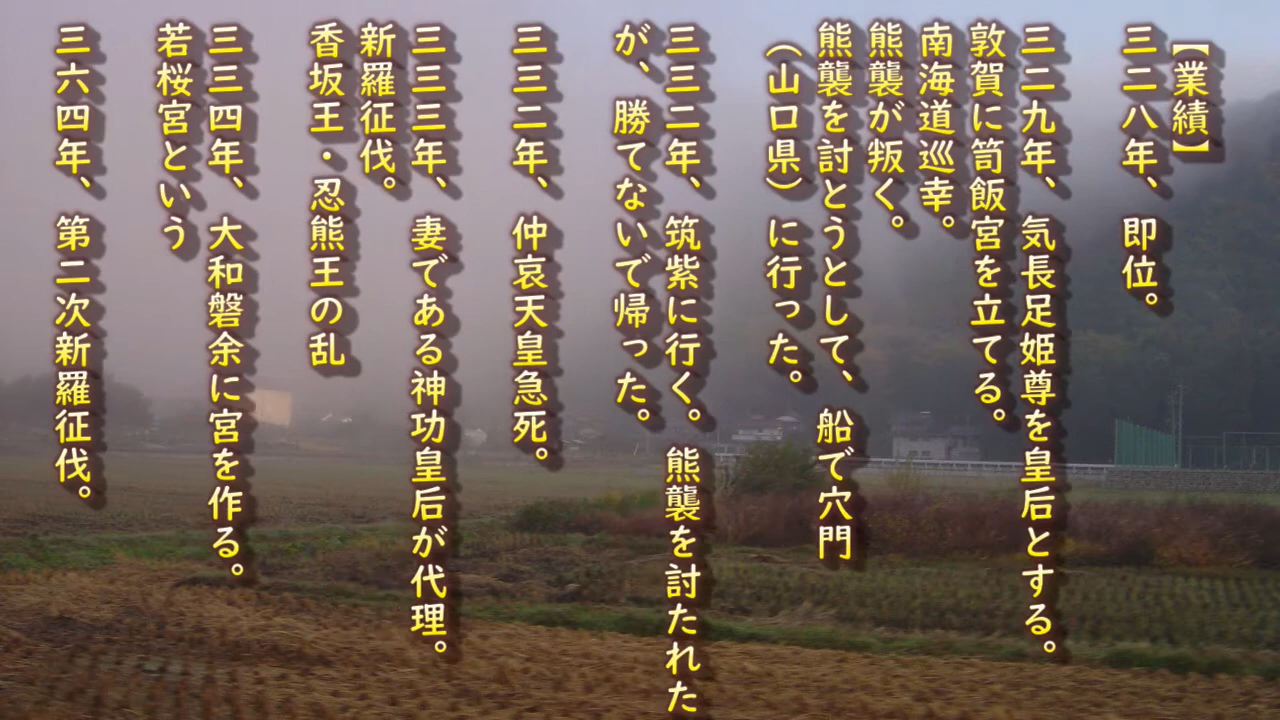 【業績】
三二八年、即位。
三二九年、気長足姫尊を皇后とする。
敦賀に笥飯宮を立てる。
南海道巡幸。
熊襲が叛く。
熊襲を討とうとして、船で穴門
（山口県）に行った。
三三二年、筑紫に行く。熊襲を討たれた
が、勝てないで帰った。
三三二年、仲哀天皇急死。
三三三年、妻である神功皇后が代理。
新羅征伐。
香坂王・忍熊王の乱
三三四年、大和磐余に宮を作る。
若桜宮という
三六四年、第二次新羅征伐。